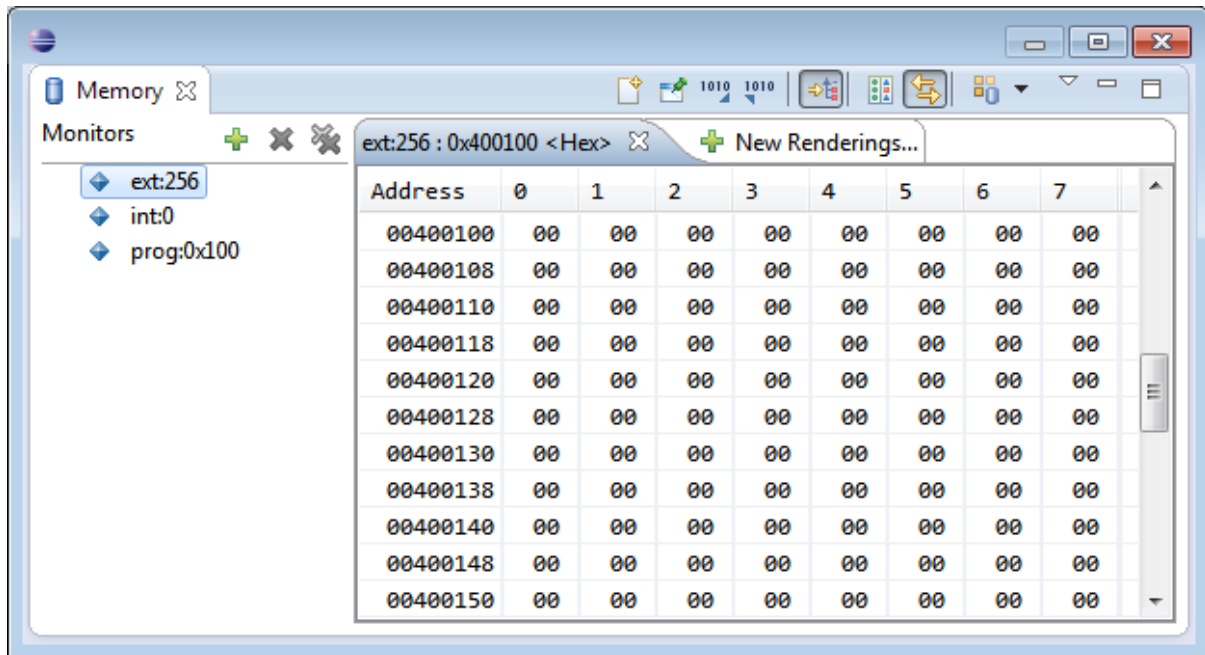 Memory
1010 1010
Monitors
ext:256 : 0x400100 <Hex> New Renderings...
ext:256
int:0
prog:0x100
Address 0 1 2 3 4 5 6 7
00400100 00 00 00 00 00 00 00 00
00400108 00 00 00 00 00 00 00 00
00400110 00 00 00 00 00 00 00 00
00400118 00 00 00 00 00 00 00 00
00400120 00 00 00 00 00 00 00 00
00400128 00 00 00 00 00 00 00 00
00400130 00 00 00 00 00 00 00 00
00400138 00 00 00 00 00 00 00 00
00400140 00 00 00 00 00 00 00 00
00400148 00 00 00 00 00 00 00 00
00400150 00 00 00 00 00 00 00 00